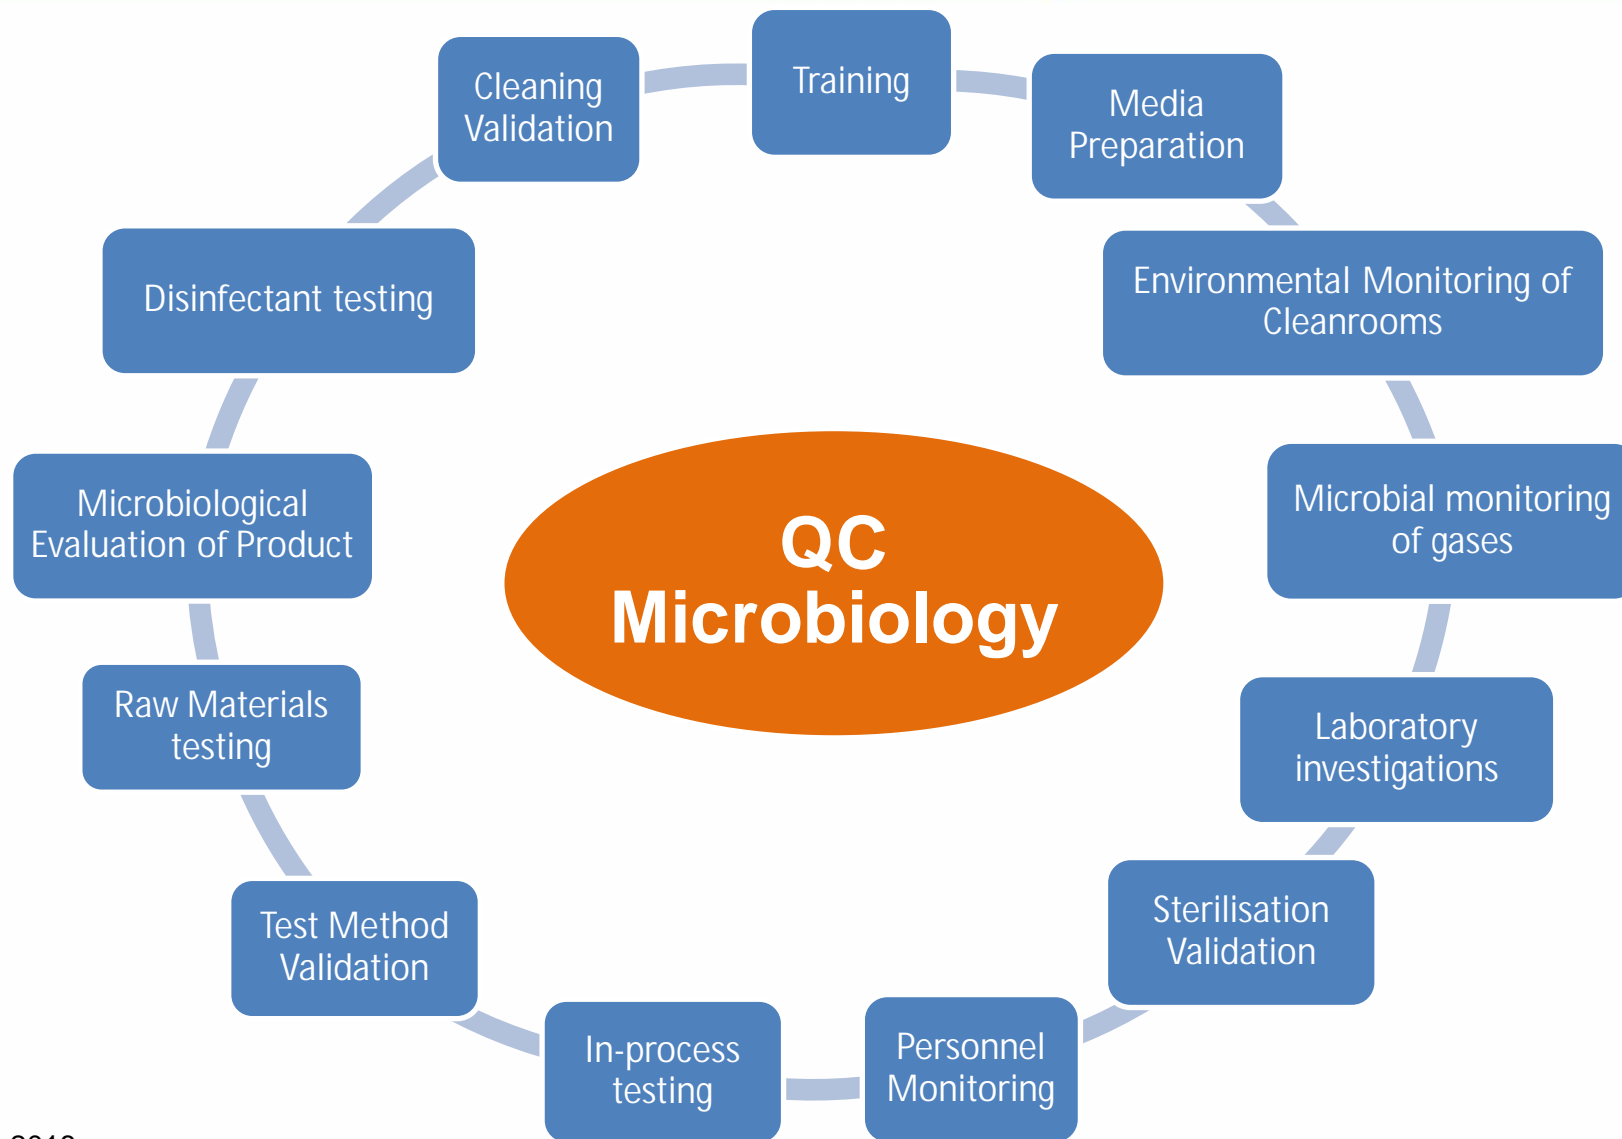 Training
Media
Preparation
Environmental Monitoring of
Cleanrooms
Microbial monitoring
of gases
Laboratory
investigations
Sterilisation
Validation
Personnel
Monitoring
In-process
testing
Test Method
Validation
Raw Materials
testing
Microbiological
Evaluation of Product
Disinfectant testing
Cleaning
Validation
QC
Microbiology